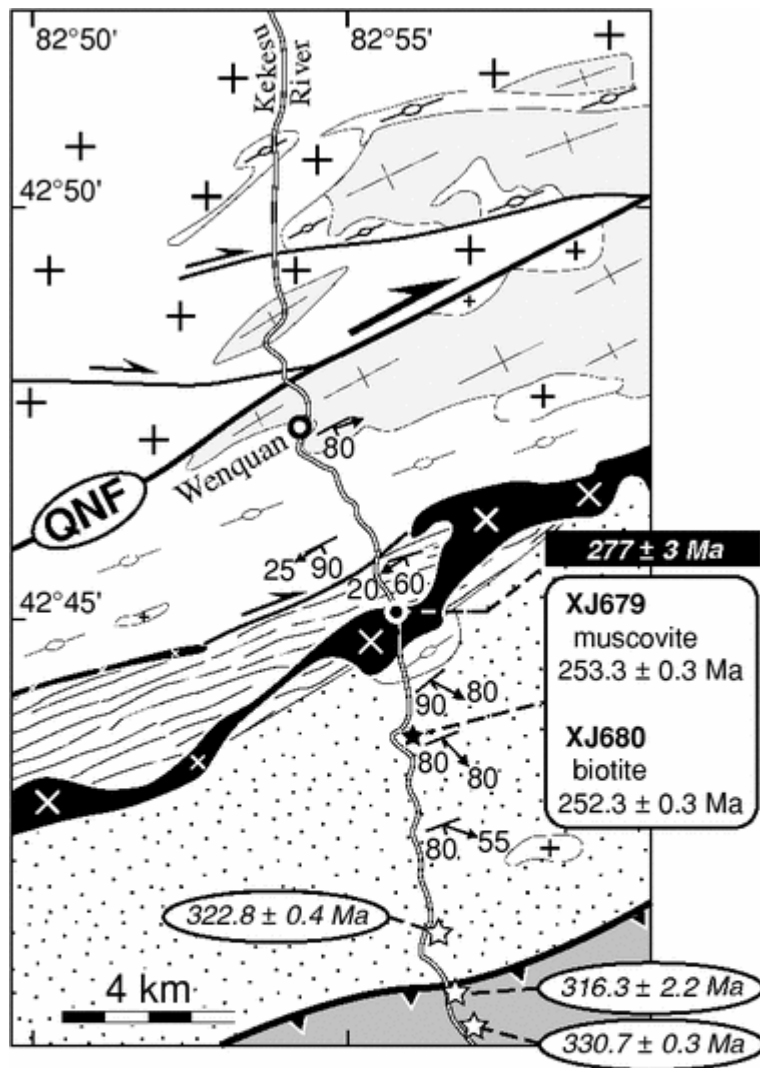 82°50'
82°55'
Kekesu
River
42°50'
80
Wenquan
QNF
25
90
20
60
277 ± 3 Ma
42°45'
XJ679
muscovite
253.3 ± 0.3 Ma
90
80
XJ680
biotite
252.3 ± 0.3 Ma
80
80
80
55
322.8 ± 0.4 Ma
4 km
316.3 ± 2.2 Ma
330.7 ± 0.3 Ma